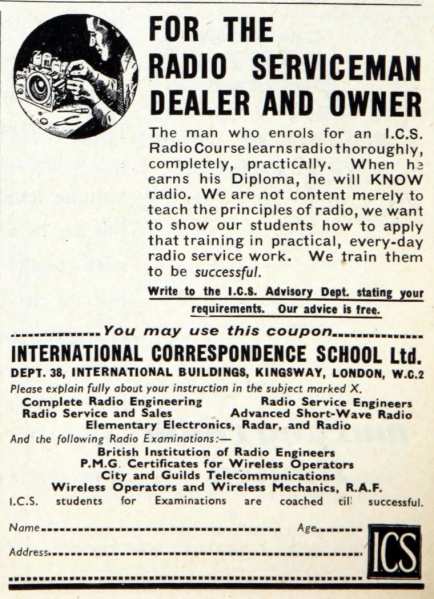 FOR THE
RADIO SERVICEMAN
DEALER AND OWNER
The man who enrols for an I.C.S.
Radio Course learns radio thoroughly,
completely, practically. When he
earns his Diploma, he will KNOW
radio. We are not content merely to
teach the principles of radio, we want
to show our students how to apply
that training in practical, every-day
radio service work. We train them
to be successful.
Write to the I.C.S. Advisory Dept. stating your
requirements. Our advice is free.
You may use this coupon
INTERNATIONAL CORRESPONDENCE SCHOOL Ltd.
DEPT. 38, INTERNATIONAL BUILDINGS, KINGSWAY, LONDON, W.C.2
Please explain fully about your instruction in the subject marked X.
Complete Radio Engineering Radio Service Engineers
Radio Service and Sales Advanced Short-Wave Radio
Elementary Electronics, Radar, and Radio
And the following Radio Examinations:—
British Institution of Radio Engineers
P.M.G. Certificates for Wireless Operators
City and Guilds Telecommunications
Wireless Operators and Wireless Mechanics, R.A.F.
I.C.S. students for Examinations are coached till successful.
Name Age
Address
ICS